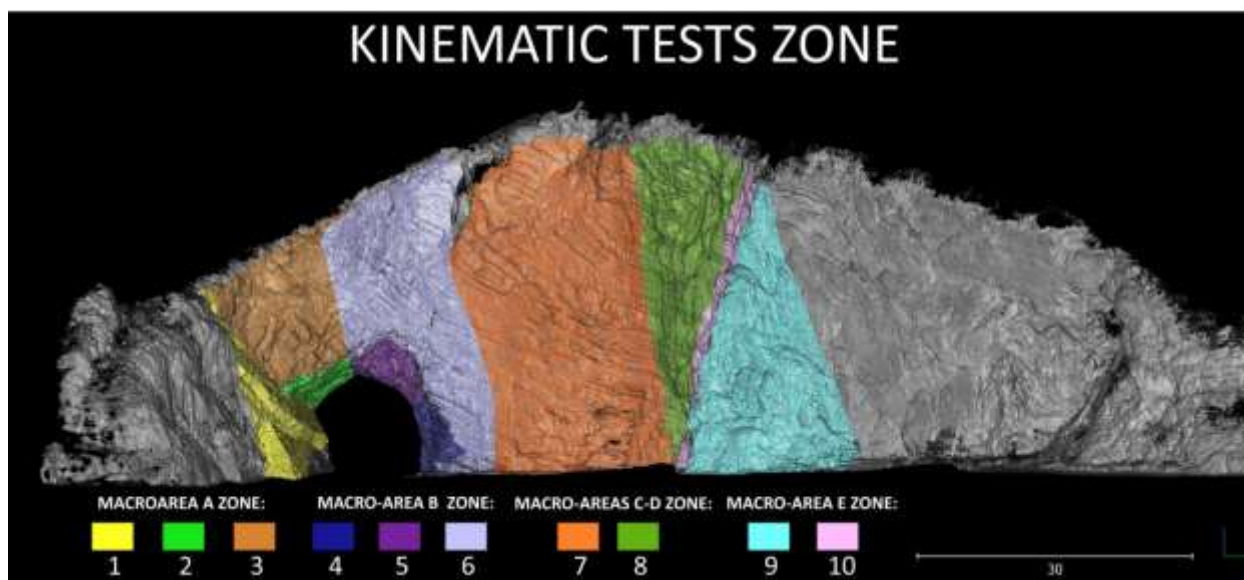 KINEMATIC TESTS ZONE
MACROAREA A ZONE: MACRO-AREA B ZONE: MACRO-AREAS C-D ZONE: MACRO-AREA E ZONE:
1 2 3 4 5 6 7 8 9 10
30